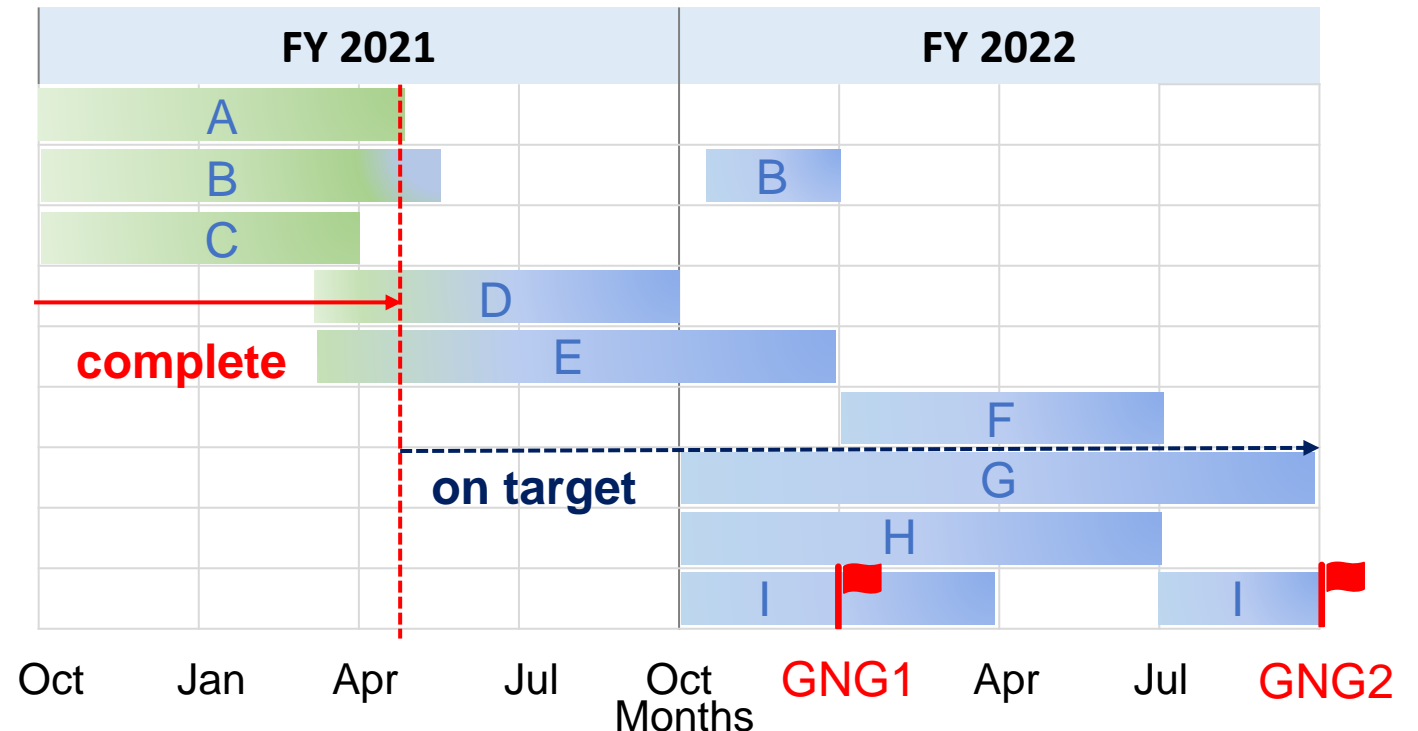 FY 2021 FY 2022
A
B B
C
D
complete E
F
on target G
H
I I
Oct Jan Apr Jul Oct GNG1 Apr Jul GNG2
Months